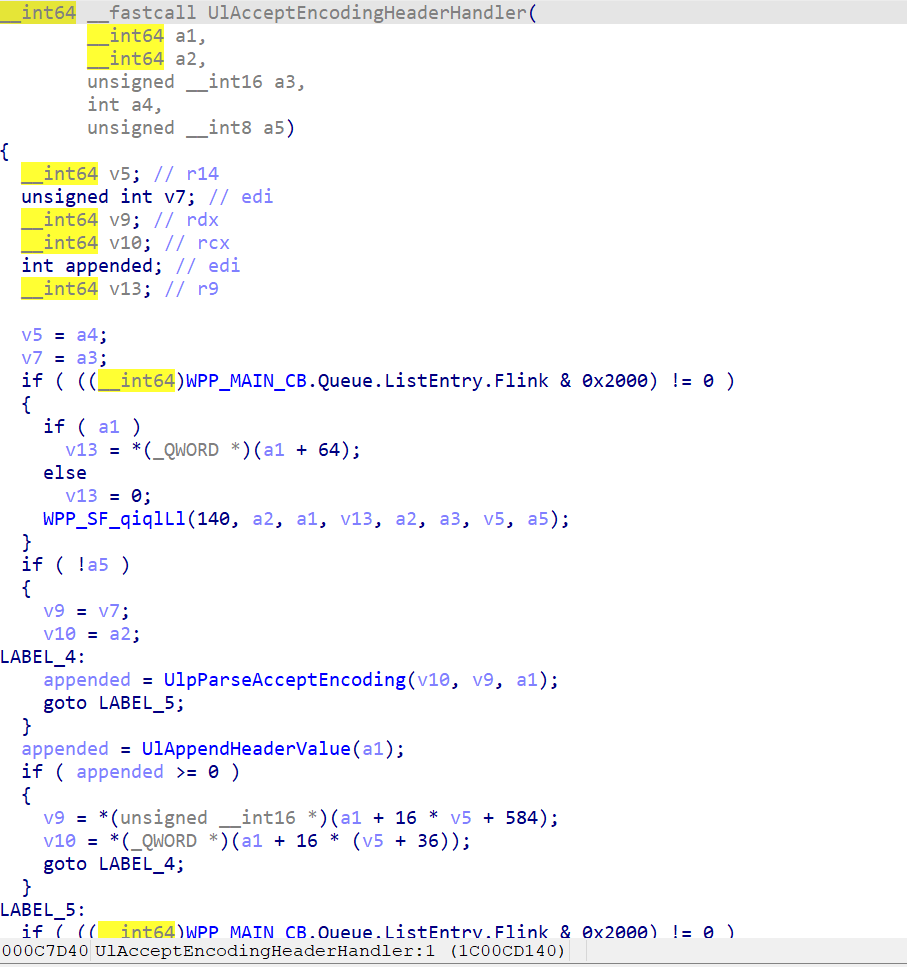 __int64 __fastcall UlAcceptEncodingHeaderHandler(
        __int64 a1,
        __int64 a2,
        unsigned __int16 a3,
        int a4,
        unsigned __int8 a5)
{
  __int64 v5; // r14
  unsigned int v7; // edi
  __int64 v9; // rdx
  __int64 v10; // rcx
  int appended; // edi
  __int64 v13; // r9

  v5 = a4;
  v7 = a3;
  if ( ((__int64)WPP_MAIN_CB.Queue.ListEntry.Flink & 0x2000) != 0 )
  {
    if ( a1 )
      v13 = *(_QWORD *)(a1 + 64);
    else
      v13 = 0;
    WPP_SF_qiqlLl(140, a2, a1, v13, a2, a3, v5, a5);
  }
  if ( !a5 )
  {
    v9 = v7;
    v10 = a2;
LABEL_4:
    appended = UlpParseAcceptEncoding(v10, v9, a1);
    goto LABEL_5;
  }
  appended = UlAppendHeaderValue(a1);
  if ( appended >= 0 )
  {
    v9 = *(unsigned __int16 *)(a1 + 16 * v5 + 584);
    v10 = *(_QWORD *)(a1 + 16 * (v5 + 36));
    goto LABEL_4;
  }
LABEL_5:
  if ( ((__int64)WPP_MAIN_CB.Queue.ListEntry.Flink & 0x2000) != 0 )
000C7D40 UlAcceptEncodingHeaderHandler:1 (1C00CD140)